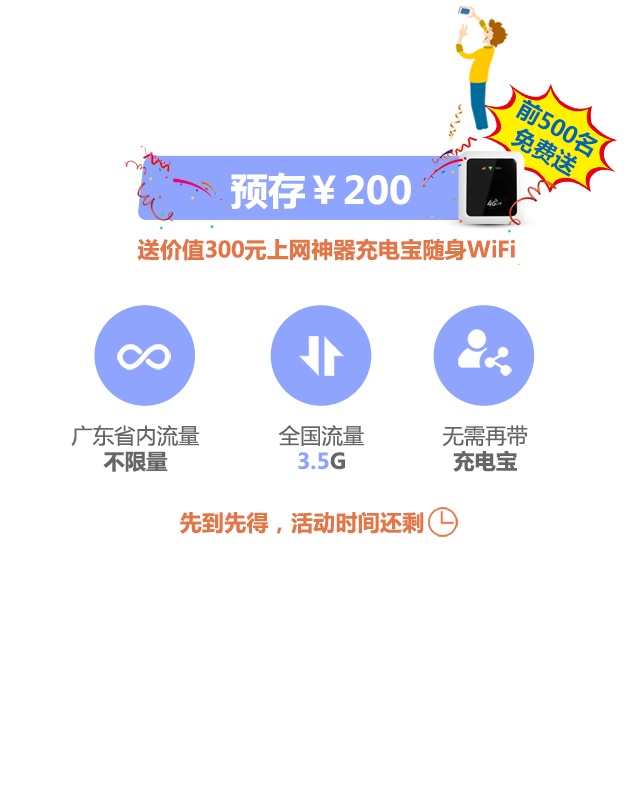 前500名
免费送
预存￥200
4G
送价值300元上网神器充电宝随身WiFi
广东省内流量
不限量
全国流量
3.5G
无需再带
充电宝
先到先得，活动时间还剩